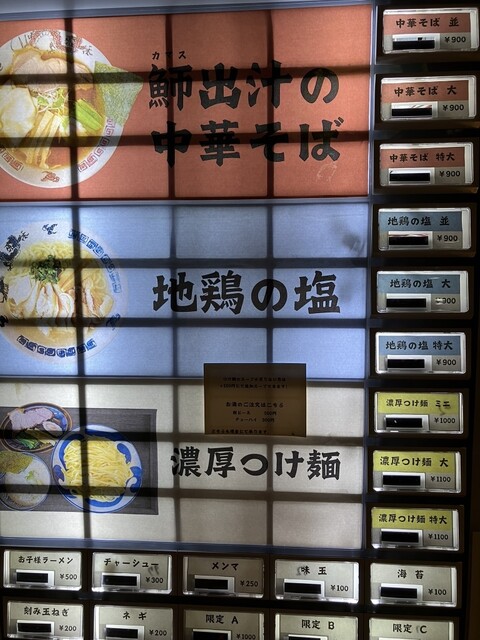 カマス
魳出汁の
中華そば
地鶏の塩
濃厚つけ麺
中華そば 並
¥900
中華そば 大
¥900
中華そば 特大
¥900
地鶏の塩 並
¥900
地鶏の塩 大
地鶏の塩 特大
¥900
濃厚つけ麺 ミニ
¥1000
濃厚つけ麺 大
¥1100
濃厚つけ麺 特大
¥1100
お子様ラーメン
¥500
チャーシュー
¥300
メンマ
¥250
味玉
¥100
海苔
¥100
刻み玉ねぎ
¥100
ネギ
¥200
限定 A
¥1000
限定 B
限定 C